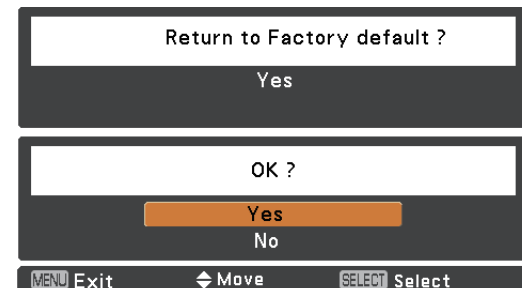 Return to Factory default ?
Yes
OK ?
Yes
No
MENU Exit Move SELECT Select